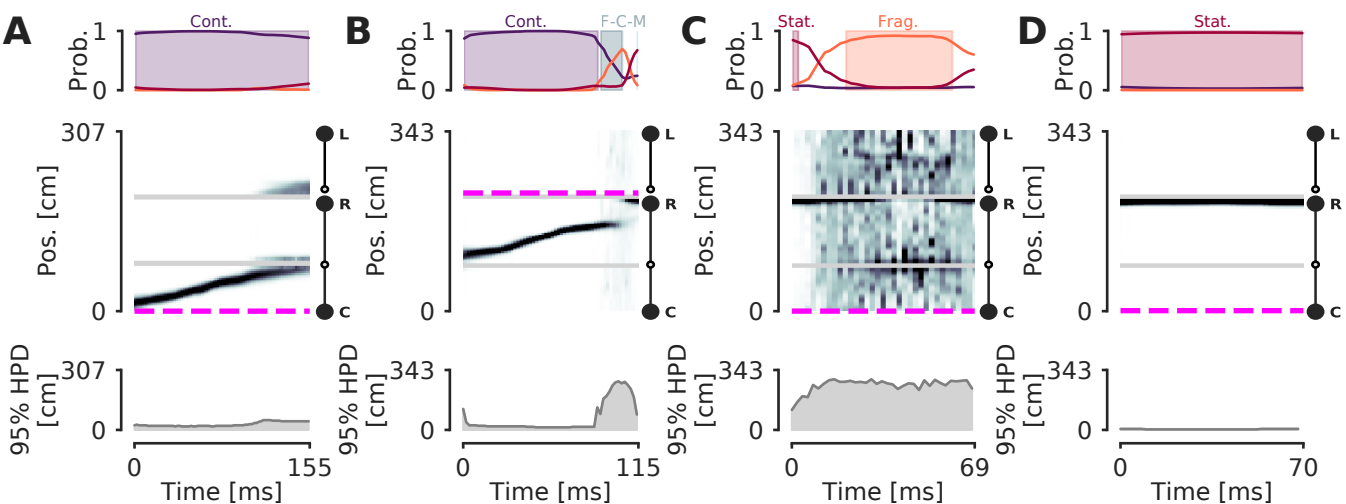 A
Cont.
Prob.
1
0
Pos. [cm]
307
0
L
R
C
95% HPD
[cm]
307
0
0
155
Time [ms]
B
Cont.
F-C-M
Prob.
1
0
Pos. [cm]
343
0
L
R
C
95% HPD
[cm]
343
0
0
115
Time [ms]
C
Stat.
Frag.
Prob.
1
0
Pos. [cm]
343
0
L
R
C
95% HPD
[cm]
343
0
0
69
Time [ms]
D
Stat.
Prob.
1
0
Pos. [cm]
343
0
L
R
C
95% HPD
[cm]
343
0
0
70
Time [ms]